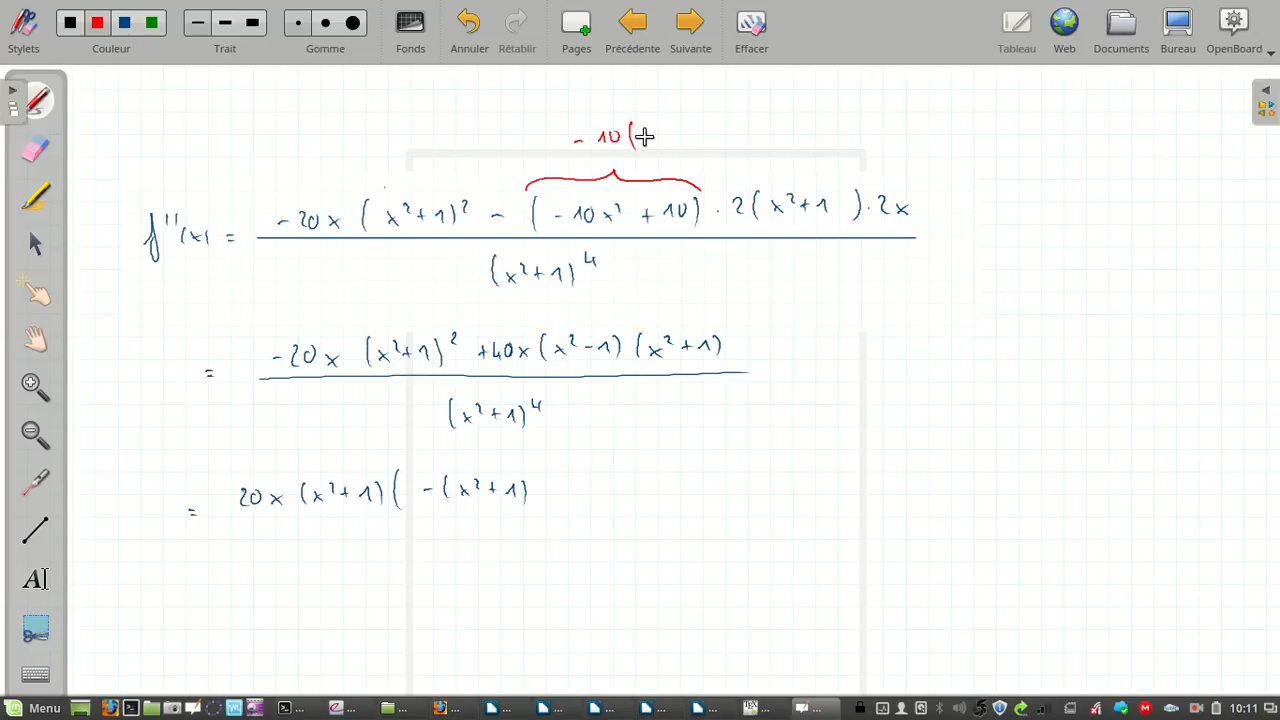 Stylets Couleur Trait Gomme Fonds Annuler Rétablir Pages Précédente Suivante Effacer Tableau Web Documents Bureau OpenBoard
- 10 (
f''(x) = \frac{-20x (x²+1)² - (-10x² + 10) · 2(x²+1) · 2x}{(x²+1)⁴}
= \frac{-20x (x²+1)² + 40x (x²-1) (x²+1)}{(x²+1)⁴}
= 20x (x²+1) ( - (x²+1)
Menu 10:11